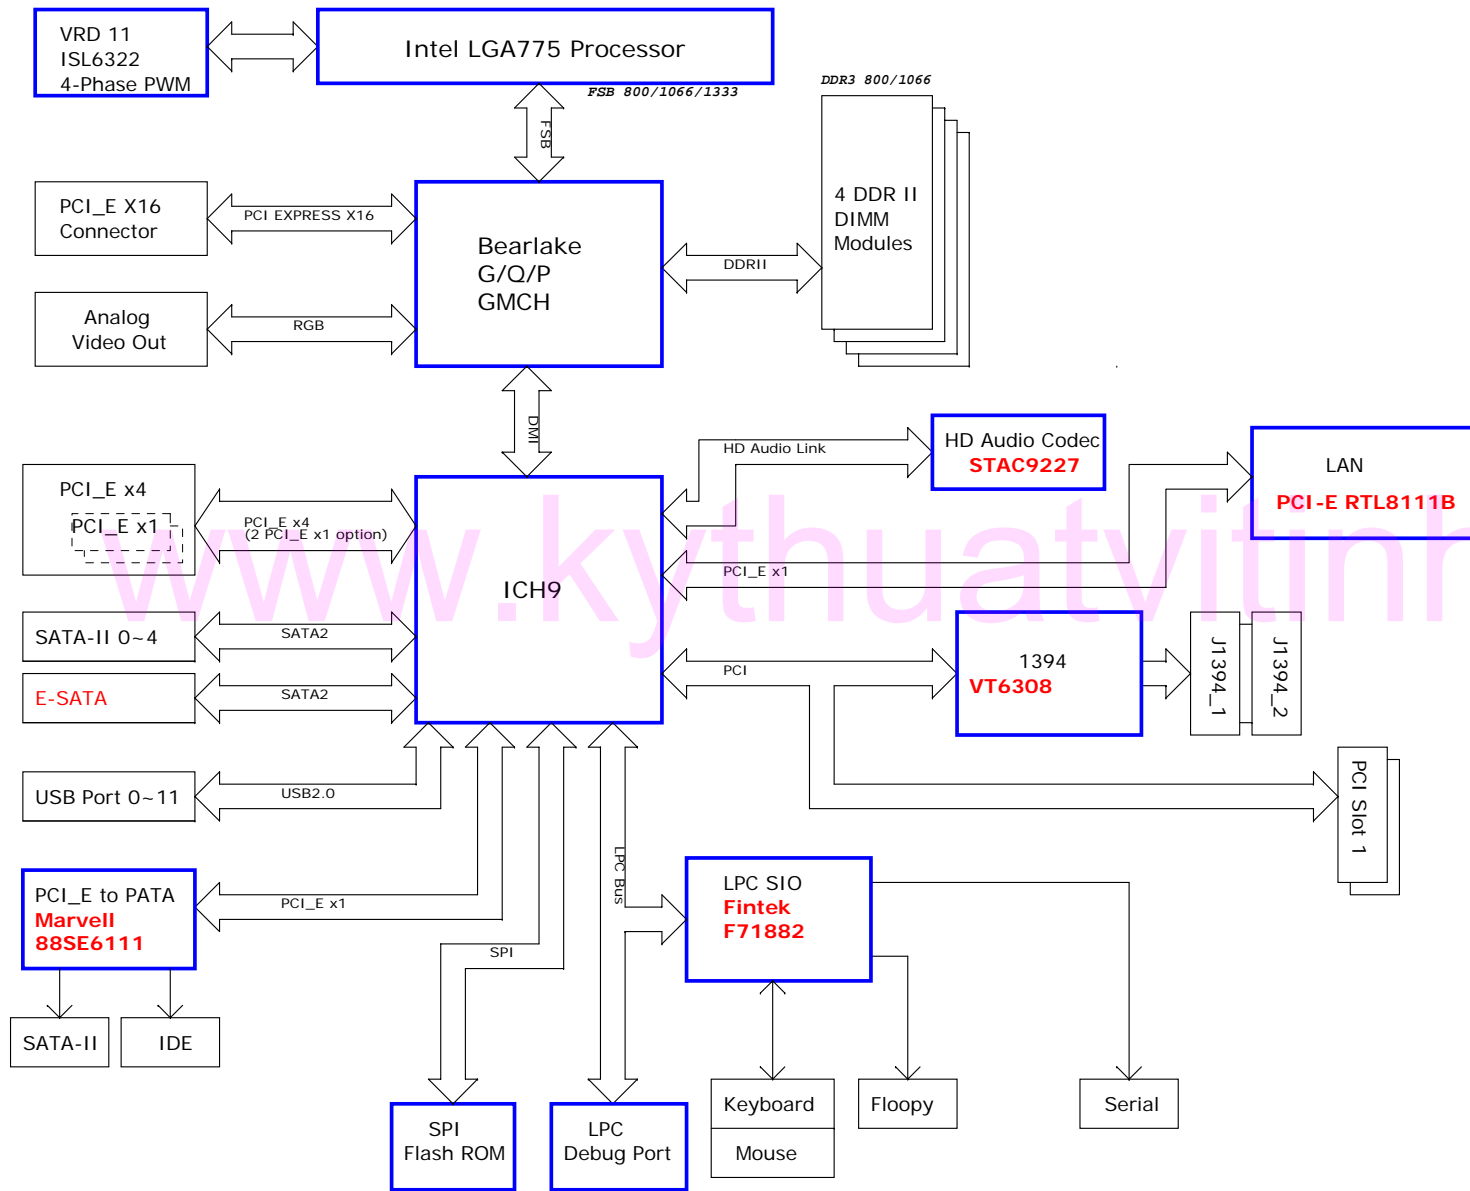 VRD 11
ISL6322
4-Phase PWM
Intel LGA775 Processor
FSB 800/1066/1333
FSB
DDR3 800/1066
4 DDR II
DIMM
Modules
PCI_E X16
Connector
PCI EXPRESS X16
Bearlake
G/Q/P
GMCH
DDRII
Analog
Video Out
RGB
DMI
HD Audio Link
HD Audio Codec
STAC9227
LAN
PCI-E RTL8111B
PCI_E x4
PCI_E x1
PCI_E x4
(2 PCI_E x1 option)
ICH9
PCI_E x1
www.kythuatvitinh
SATA-II 0~4
SATA2
E-SATA
SATA2
PCI
1394
VT6308
J1394_1
J1394_2
USB Port 0~11
USB2.0
PCI Slot 1
LPC Bus
PCI_E to PATA
Marvell
88SE6111
PCI_E x1
SPI
LPC SIO
Fintek
F71882
SATA-II
IDE
SPI
Flash ROM
LPC
Debug Port
Keyboard
Mouse
Floopy
Serial